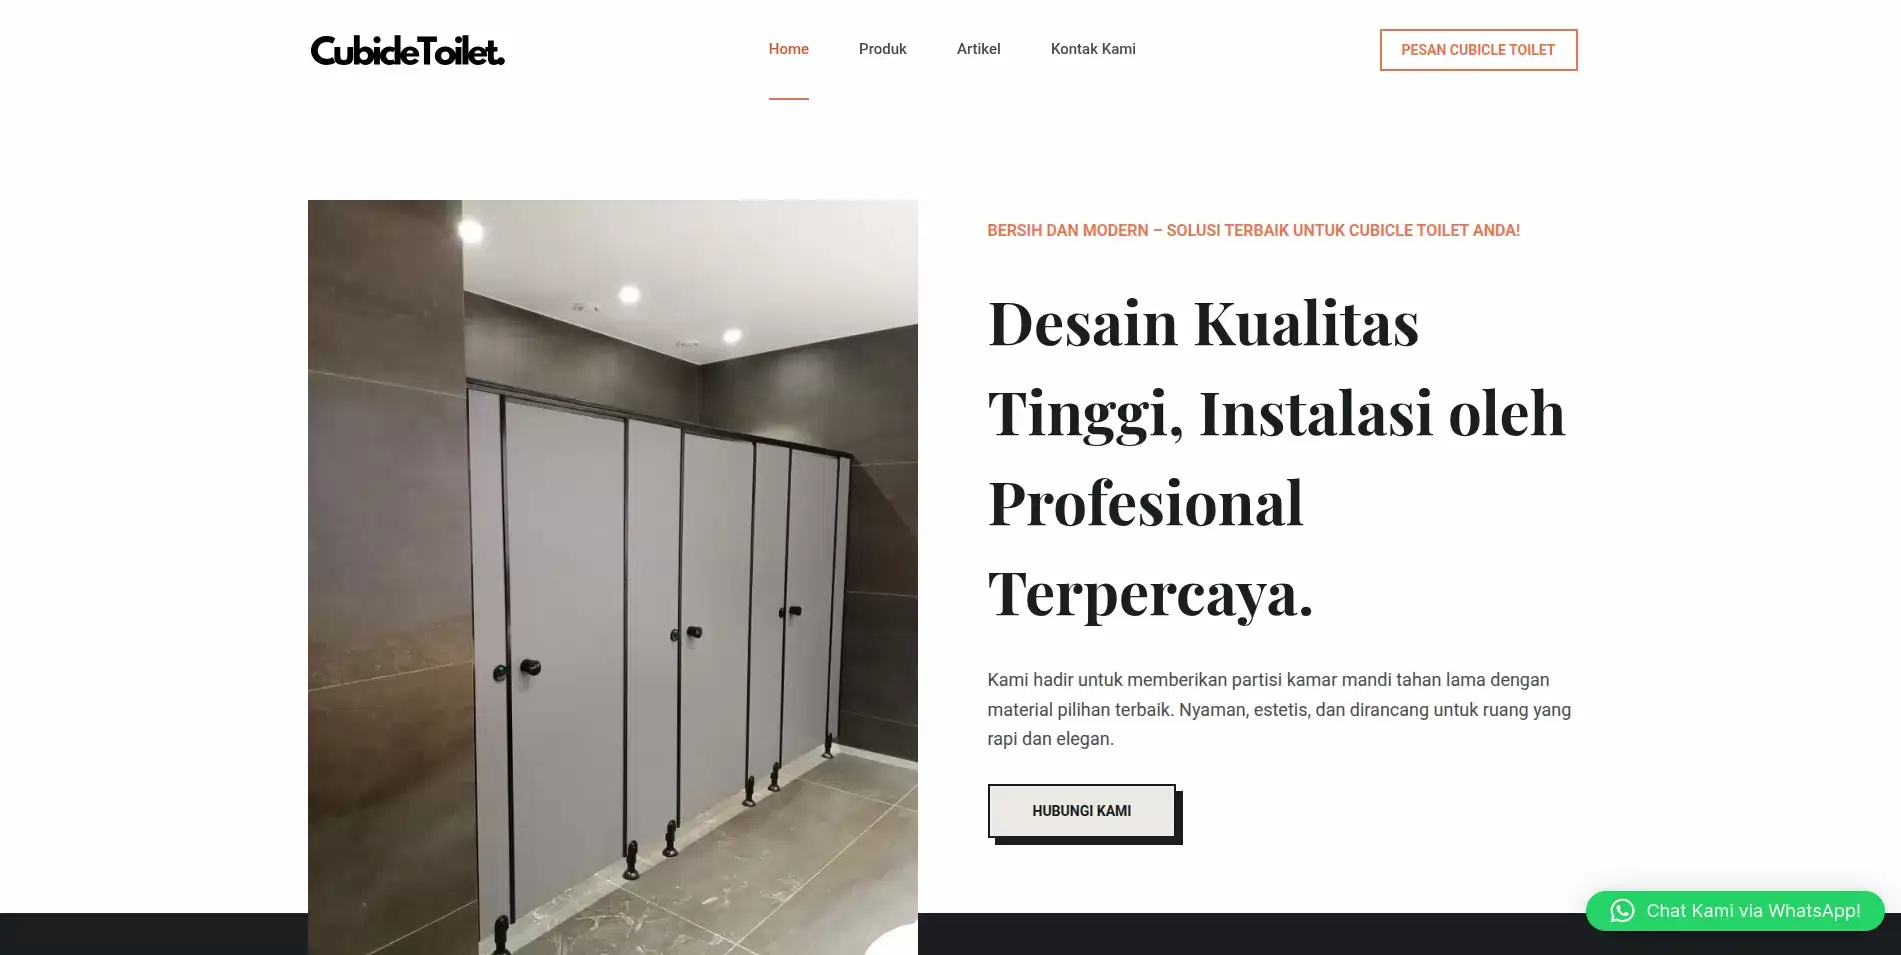 CubicleToilet.
Home
Produk
Artikel
Kontak Kami
PESAN CUBICLE TOILET
BERSIH DAN MODERN – SOLUSI TERBAIK UNTUK CUBICLE TOILET ANDA!
Desain Kualitas
Tinggi, Instalasi oleh
Profesional
Terpercaya.
Kami hadir untuk memberikan partisi kamar mandi tahan lama dengan
material pilihan terbaik. Nyaman, estetis, dan dirancang untuk ruang yang
rapi dan elegan.
HUBUNGI KAMI
Chat Kami via WhatsApp!